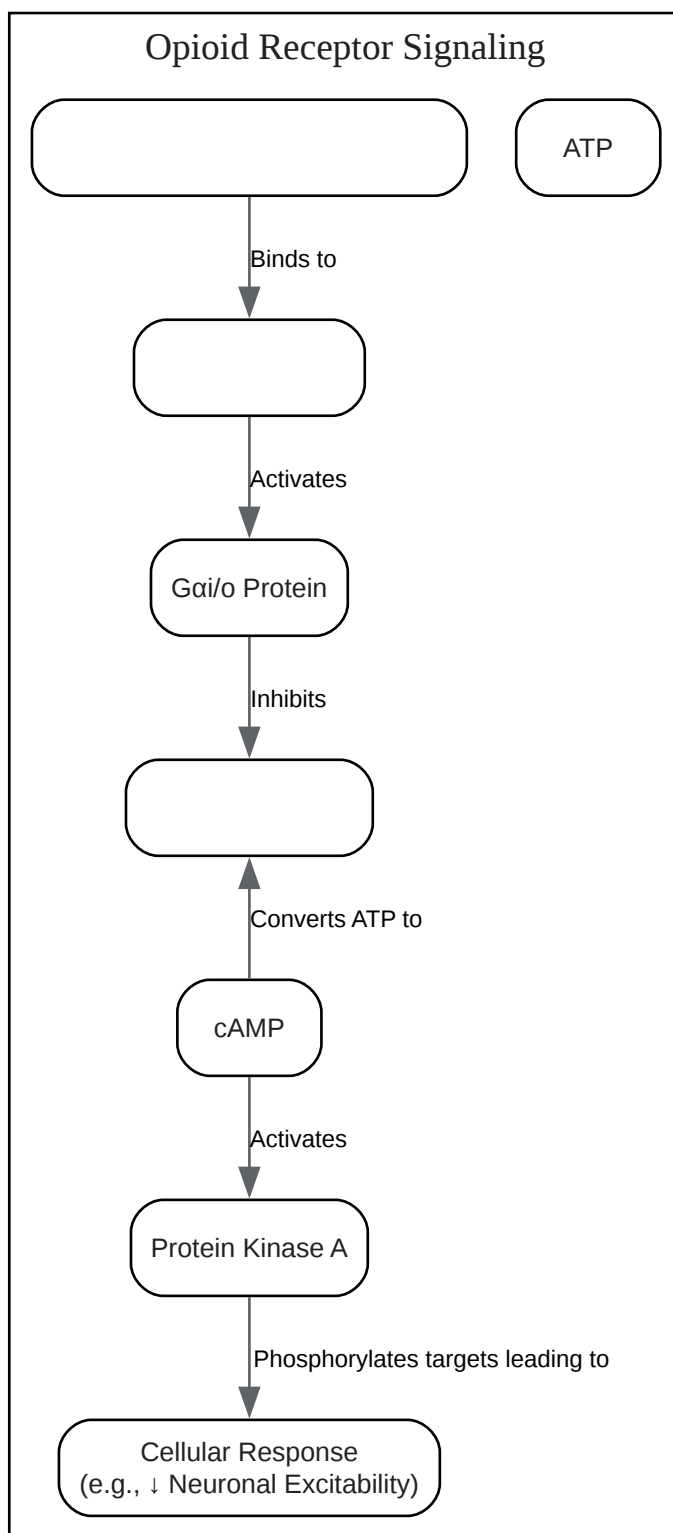 Opioid Receptor Signaling
ATP
Binds to
Activates
Gαi/o Protein
Inhibits
Converts ATP to
cAMP
Activates
Protein Kinase A
Phosphorylates targets leading to
Cellular Response
(e.g., ↓ Neuronal Excitability)